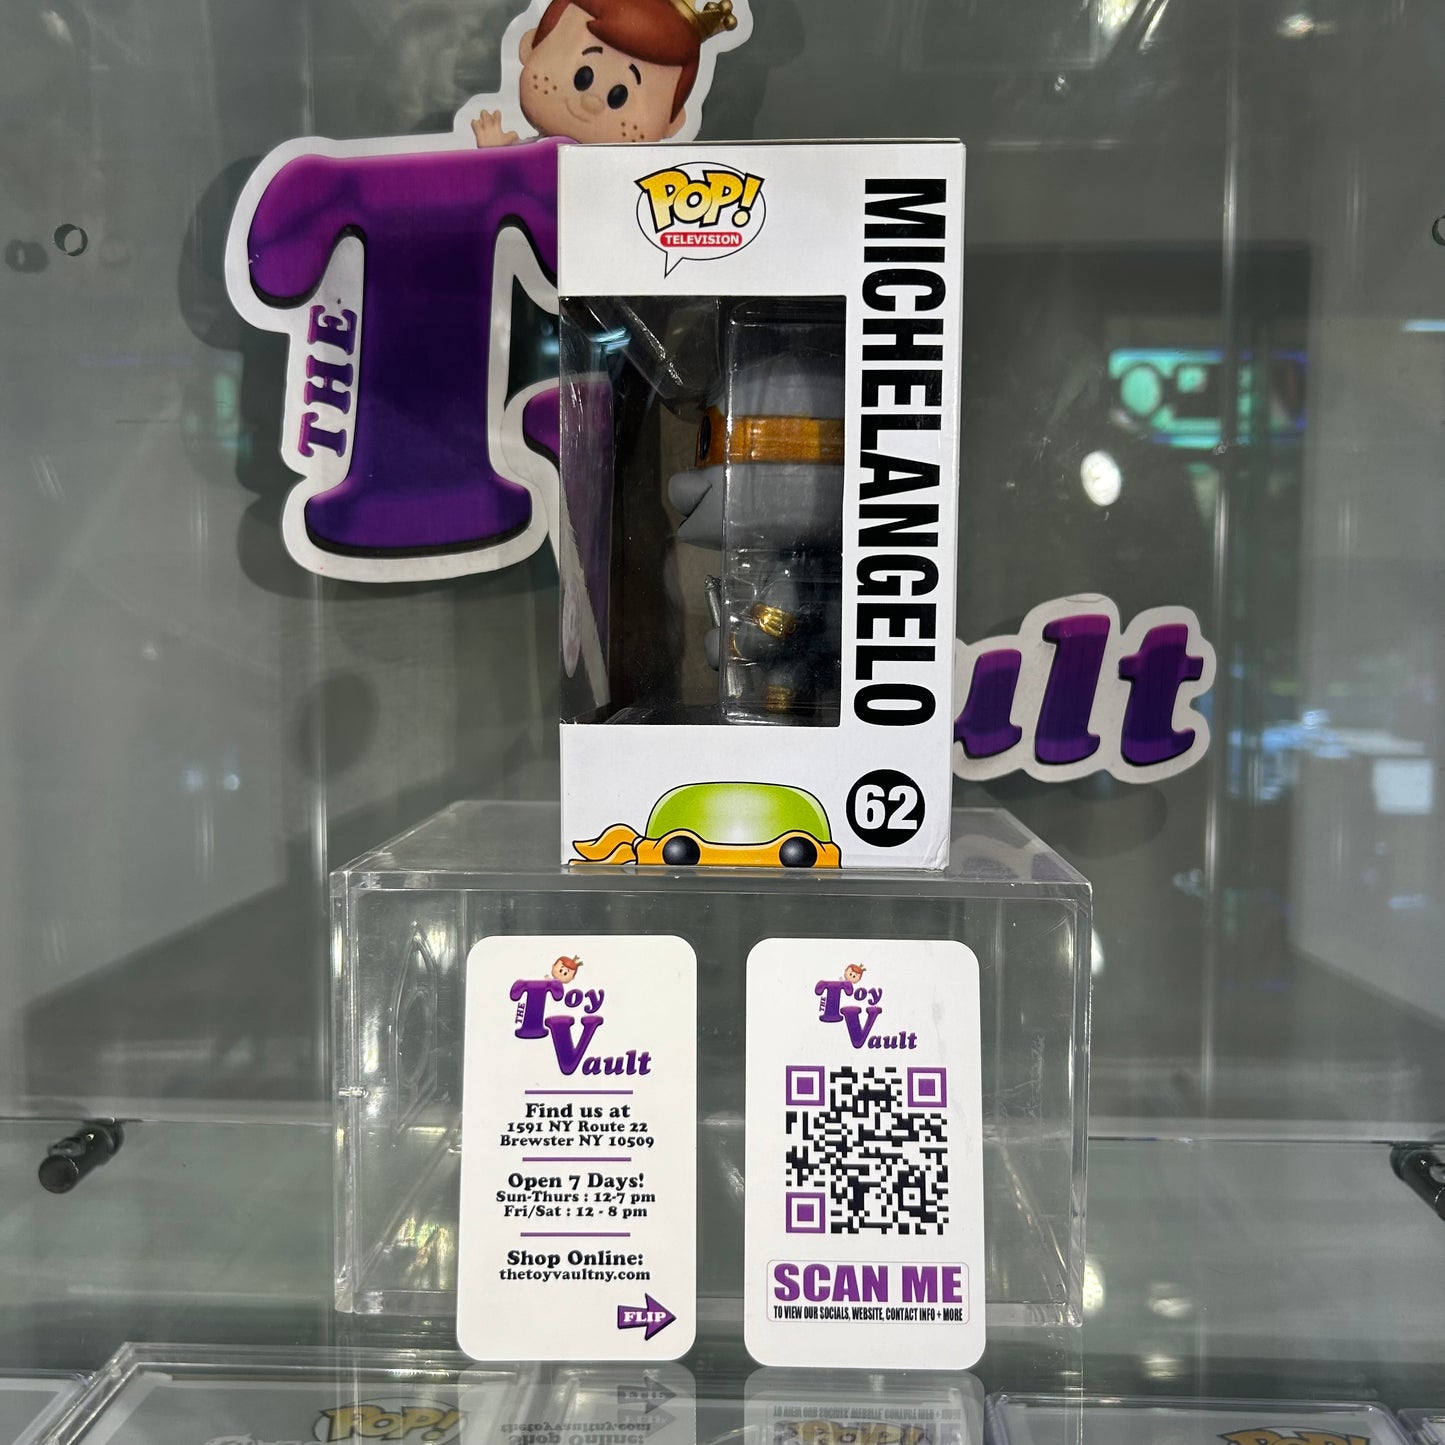 THE T
POP!
TELEVISION
MICHELANGELO
62
ult
THE Toy
Vault
Find us at
1591 NY Route 22
Brewster NY 10509
Open 7 Days!
Sun-Thurs : 12-7 pm
Fri/Sat : 12 - 8 pm
Shop Online:
thetoyvaultny.com
FLIP
THE Toy
Vault
SCAN ME
TO VIEW OUR SOCIALS, WEBSITE, CONTACT INFO + MORE
POP!